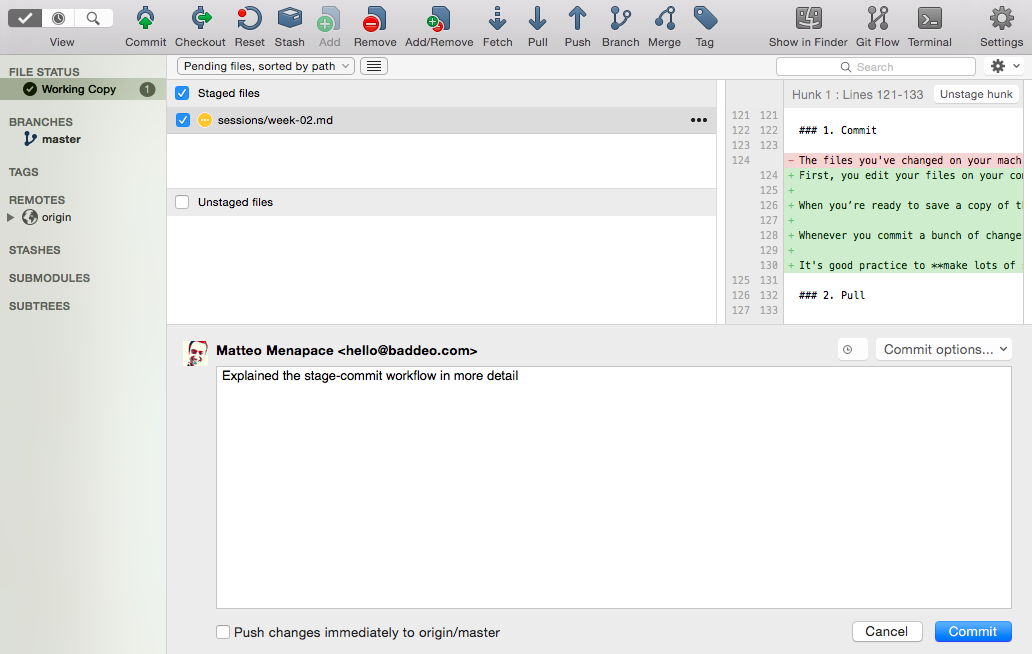 View Commit Checkout Reset Stash Add Remove Add/Remove Fetch Pull Push Branch Merge Tag Show in Finder Git Flow Terminal Settings
FILE STATUS
Working Copy 1
BRANCHES
master
TAGS
REMOTES
origin
STASHES
SUBMODULES
SUBTREES
Pending files, sorted by path
Search
Staged files
sessions/week-02.md
Unstaged files
Hunk 1 : Lines 121-133 Unstage hunk
121 121
122 122 ### 1. Commit
123 123
124 - The files you've changed on your mach
124 + First, you edit your files on your co
125 +
126 + When you’re ready to save a copy of t
127 +
128 + Whenever you commit a bunch of change
129 +
130 + It's good practice to **make lots of
125 131
126 132 ### 2. Pull
127 133
Matteo Menapace <hello@baddeo.com>
Commit options...
Explained the stage-commit workflow in more detail
Push changes immediately to origin/master
Cancel Commit